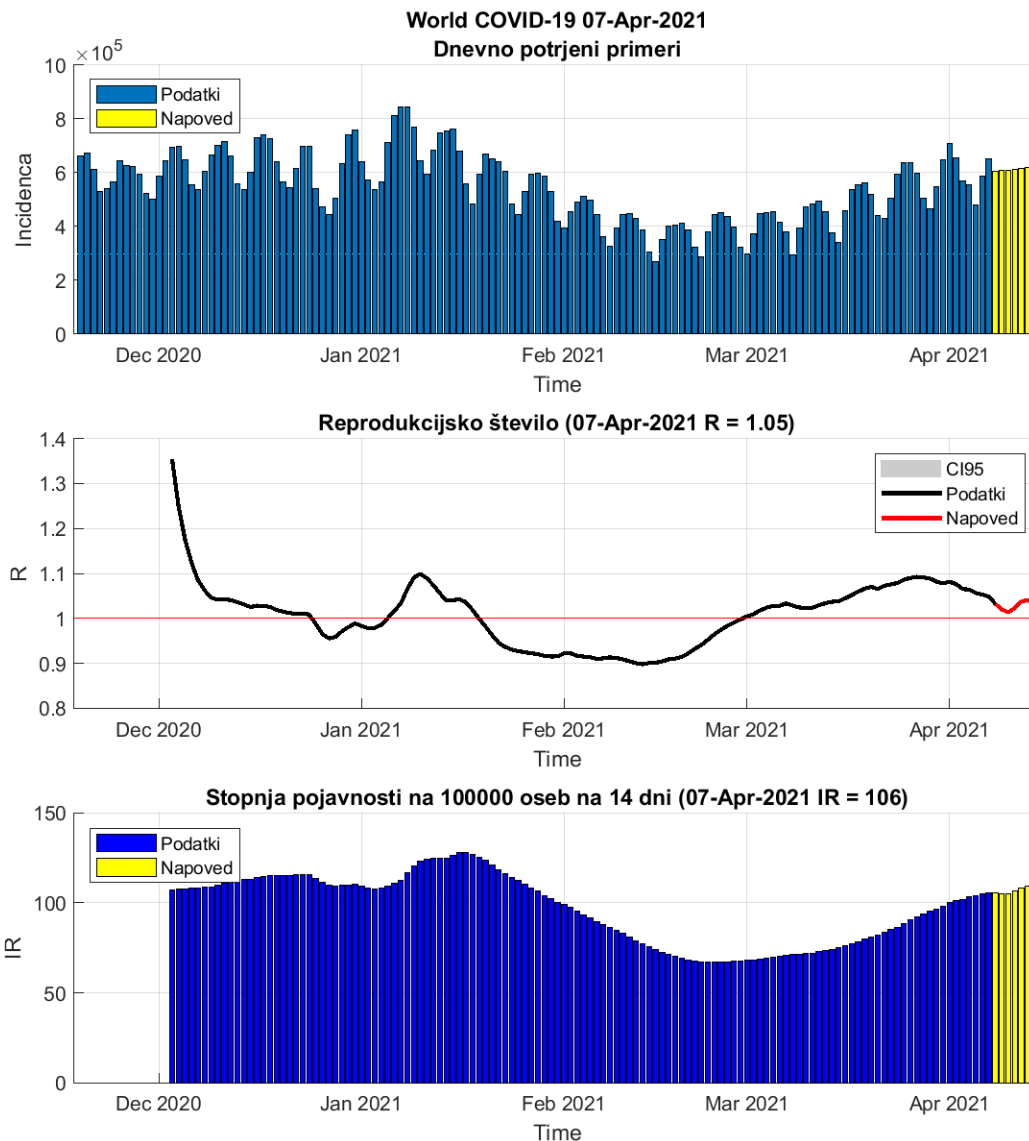 World COVID-19 07-Apr-2021
Dnevno potrjeni primeri
×10^5
10
8
6
4
2
0
Incidenca
Podatki
Napoved
Dec 2020 Jan 2021 Feb 2021 Mar 2021 Apr 2021
Time
Reprodukcijsko število (07-Apr-2021 R = 1.05)
1.4
1.3
1.2
1.1
1
0.9
0.8
R
CI95
Podatki
Napoved
Dec 2020 Jan 2021 Feb 2021 Mar 2021 Apr 2021
Time
Stopnja pojavnosti na 100000 oseb na 14 dni (07-Apr-2021 IR = 106)
150
100
50
0
IR
Podatki
Napoved
Dec 2020 Jan 2021 Feb 2021 Mar 2021 Apr 2021
Time